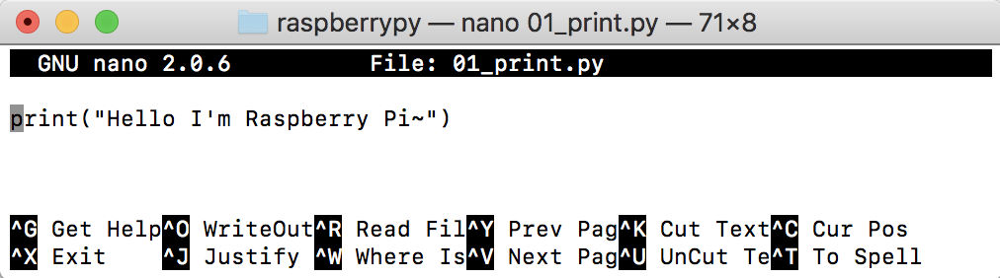 raspberrypy — nano 01_print.py — 71×8
GNU nano 2.0.6 File: 01_print.py
print("Hello I'm Raspberry Pi~")
^G Get Help^O WriteOut^R Read Fil^Y Prev Pag^K Cut Text^C Cur Pos
^X Exit ^J Justify ^W Where Is^V Next Pag^U UnCut Te^T To Spell